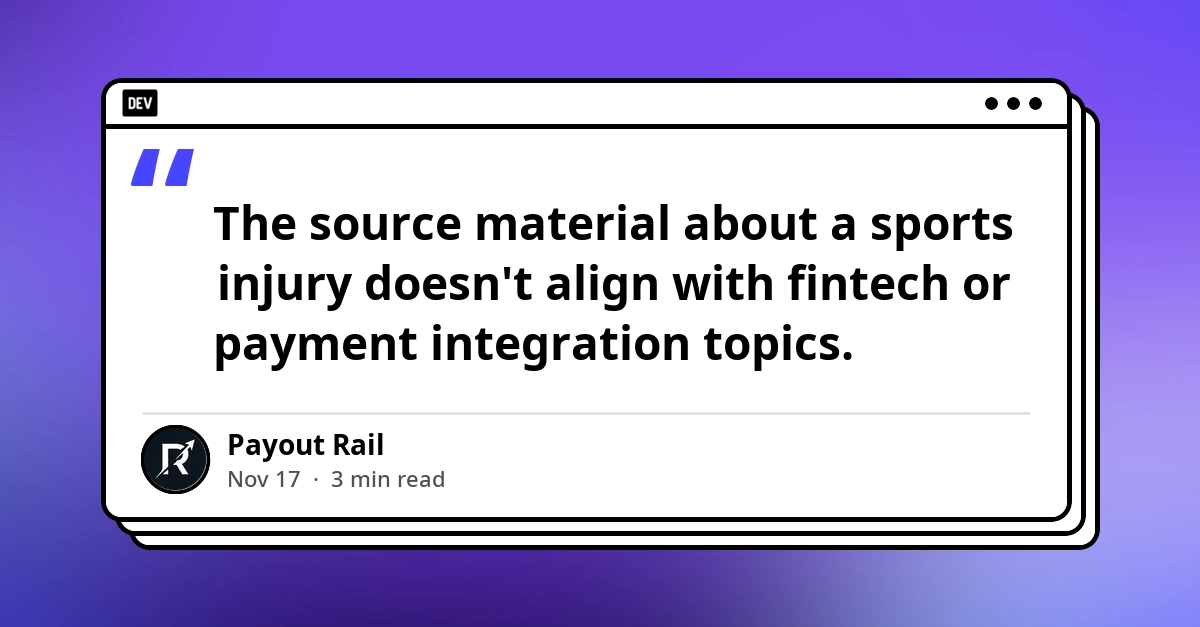 DEV
The source material about a sports
injury doesn't align with fintech or
payment integration topics.
Payout Rail
Nov 17 · 3 min read